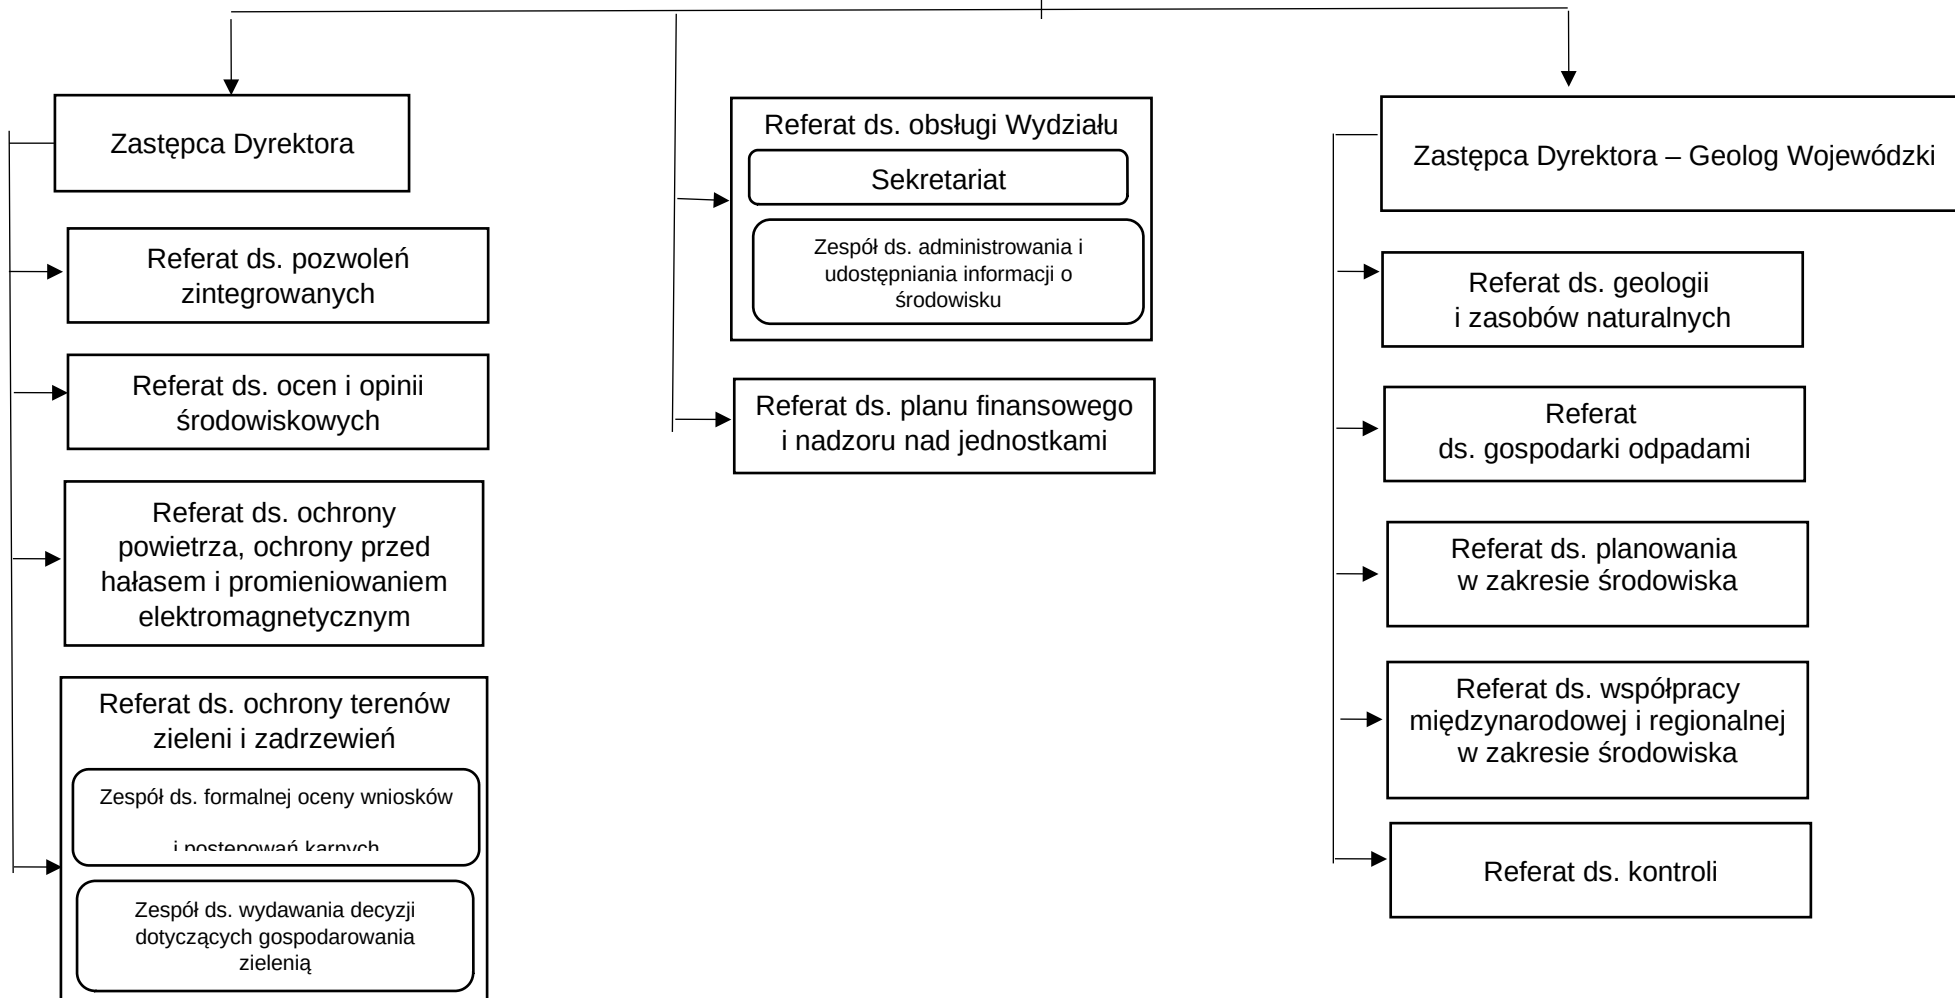 Zastępca Dyrektora
Referat ds. pozwoleń
zintegrowanych
Referat ds. ocen i opinii
środowiskowych
Referat ds. ochrony
powietrza, ochrony przed
hałasem i promieniowaniem
elektromagnetycznym
Referat ds. ochrony terenów
zieleni i zadrzewień
Zespół ds. formalnej oceny wniosków
i postępowań karnych
Zespół ds. wydawania decyzji
dotyczących gospodarowania
zielenią
Referat ds. obsługi Wydziału
Sekretariat
Zespół ds. administrowania i
udostępniania informacji o
środowisku
Referat ds. planu finansowego
i nadzoru nad jednostkami
Zastępca Dyrektora – Geolog Wojewódzki
Referat ds. geologii
i zasobów naturalnych
Referat
ds. gospodarki odpadami
Referat ds. planowania
w zakresie środowiska
Referat ds. współpracy
międzynarodowej i regionalnej
w zakresie środowiska
Referat ds. kontroli